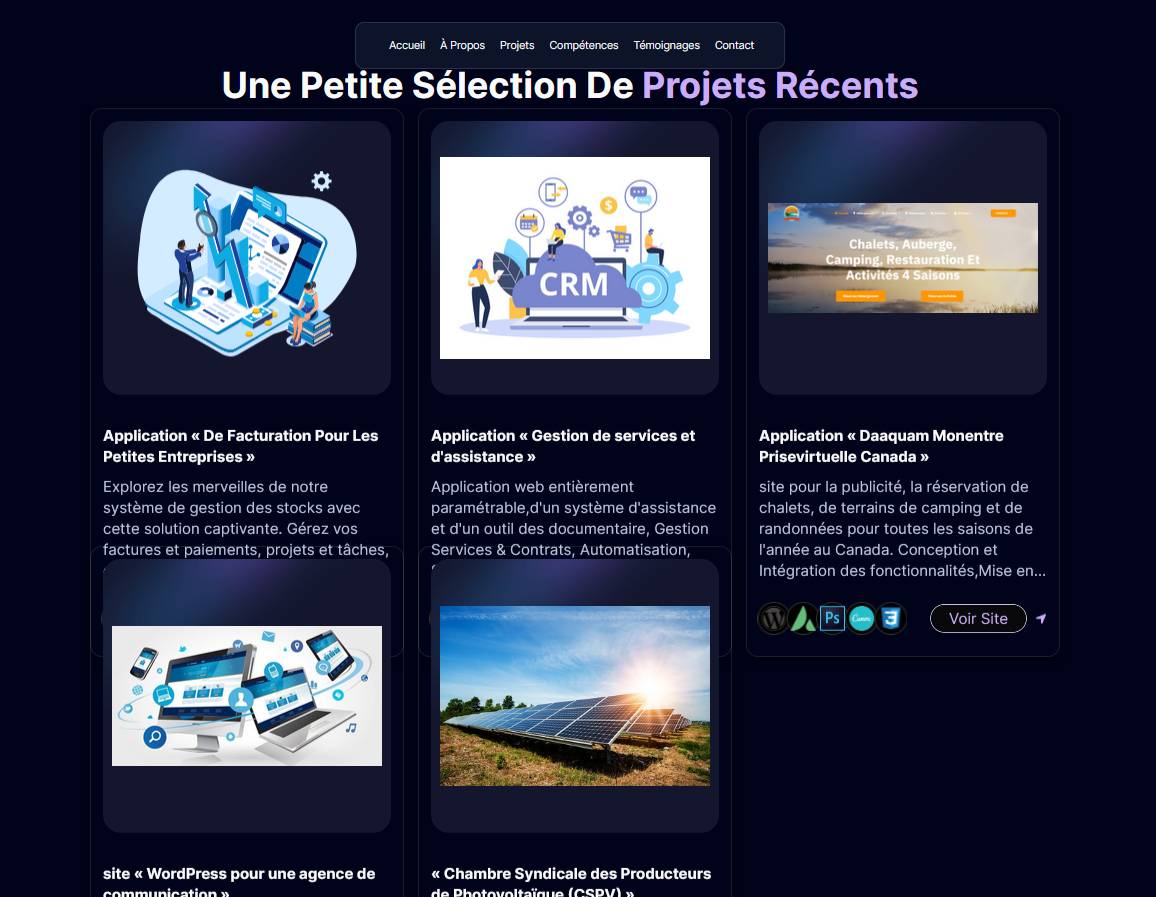 Accueil À Propos Projets Compétences Témoignages Contact
Une Petite Sélection De Projets Récents
CRM
Chalets, Auberge,
Camping, Restauration Et
Activités 4 Saisons
Application « De Facturation Pour Les
Petites Entreprises »
Explorez les merveilles de notre
système de gestion des stocks avec
cette solution captivante. Gérez vos
factures et paiements, projets et tâches,
Application « Gestion de services et
d'assistance »
Application web entièrement
paramétrable,d'un système d'assistance
et d'un outil des documentaire, Gestion
Services & Contrats, Automatisation,
Application « Daaquam Monentre
Prisevirtuelle Canada »
site pour la publicité, la réservation de
chalets, de terrains de camping et de
randonnées pour toutes les saisons de
l'année au Canada. Conception et
Intégration des fonctionnalités,Mise en...
Ps Canva 3 Voir Site
site « WordPress pour une agence de
communication »
« Chambre Syndicale des Producteurs
de Photovoltaïque (CSPV) »